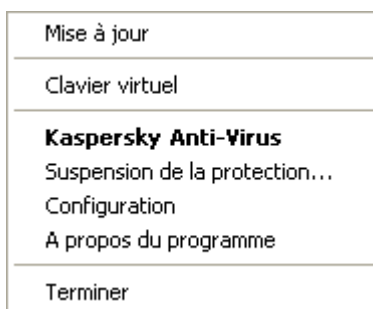 Mise à jour
Clavier virtuel
Kaspersky Anti-Virus
Suspension de la protection...
Configuration
A propos du programme
Terminer